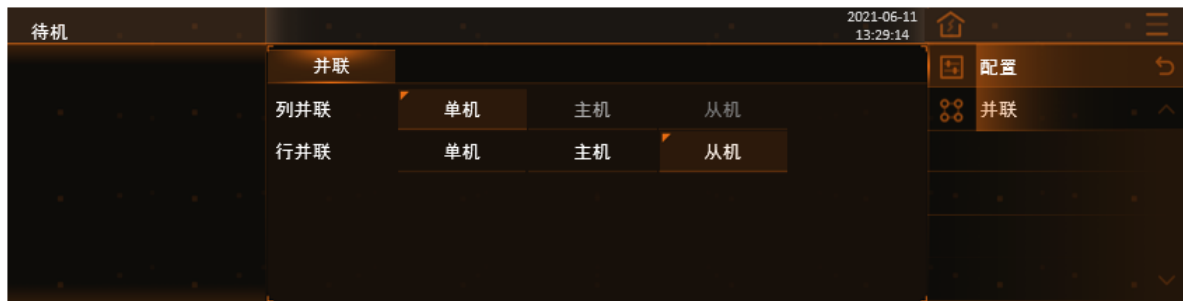 待机
2021-06-11
13:29:14
并联
配置
列并联 单机 主机 从机
并联
行并联 单机 主机 从机